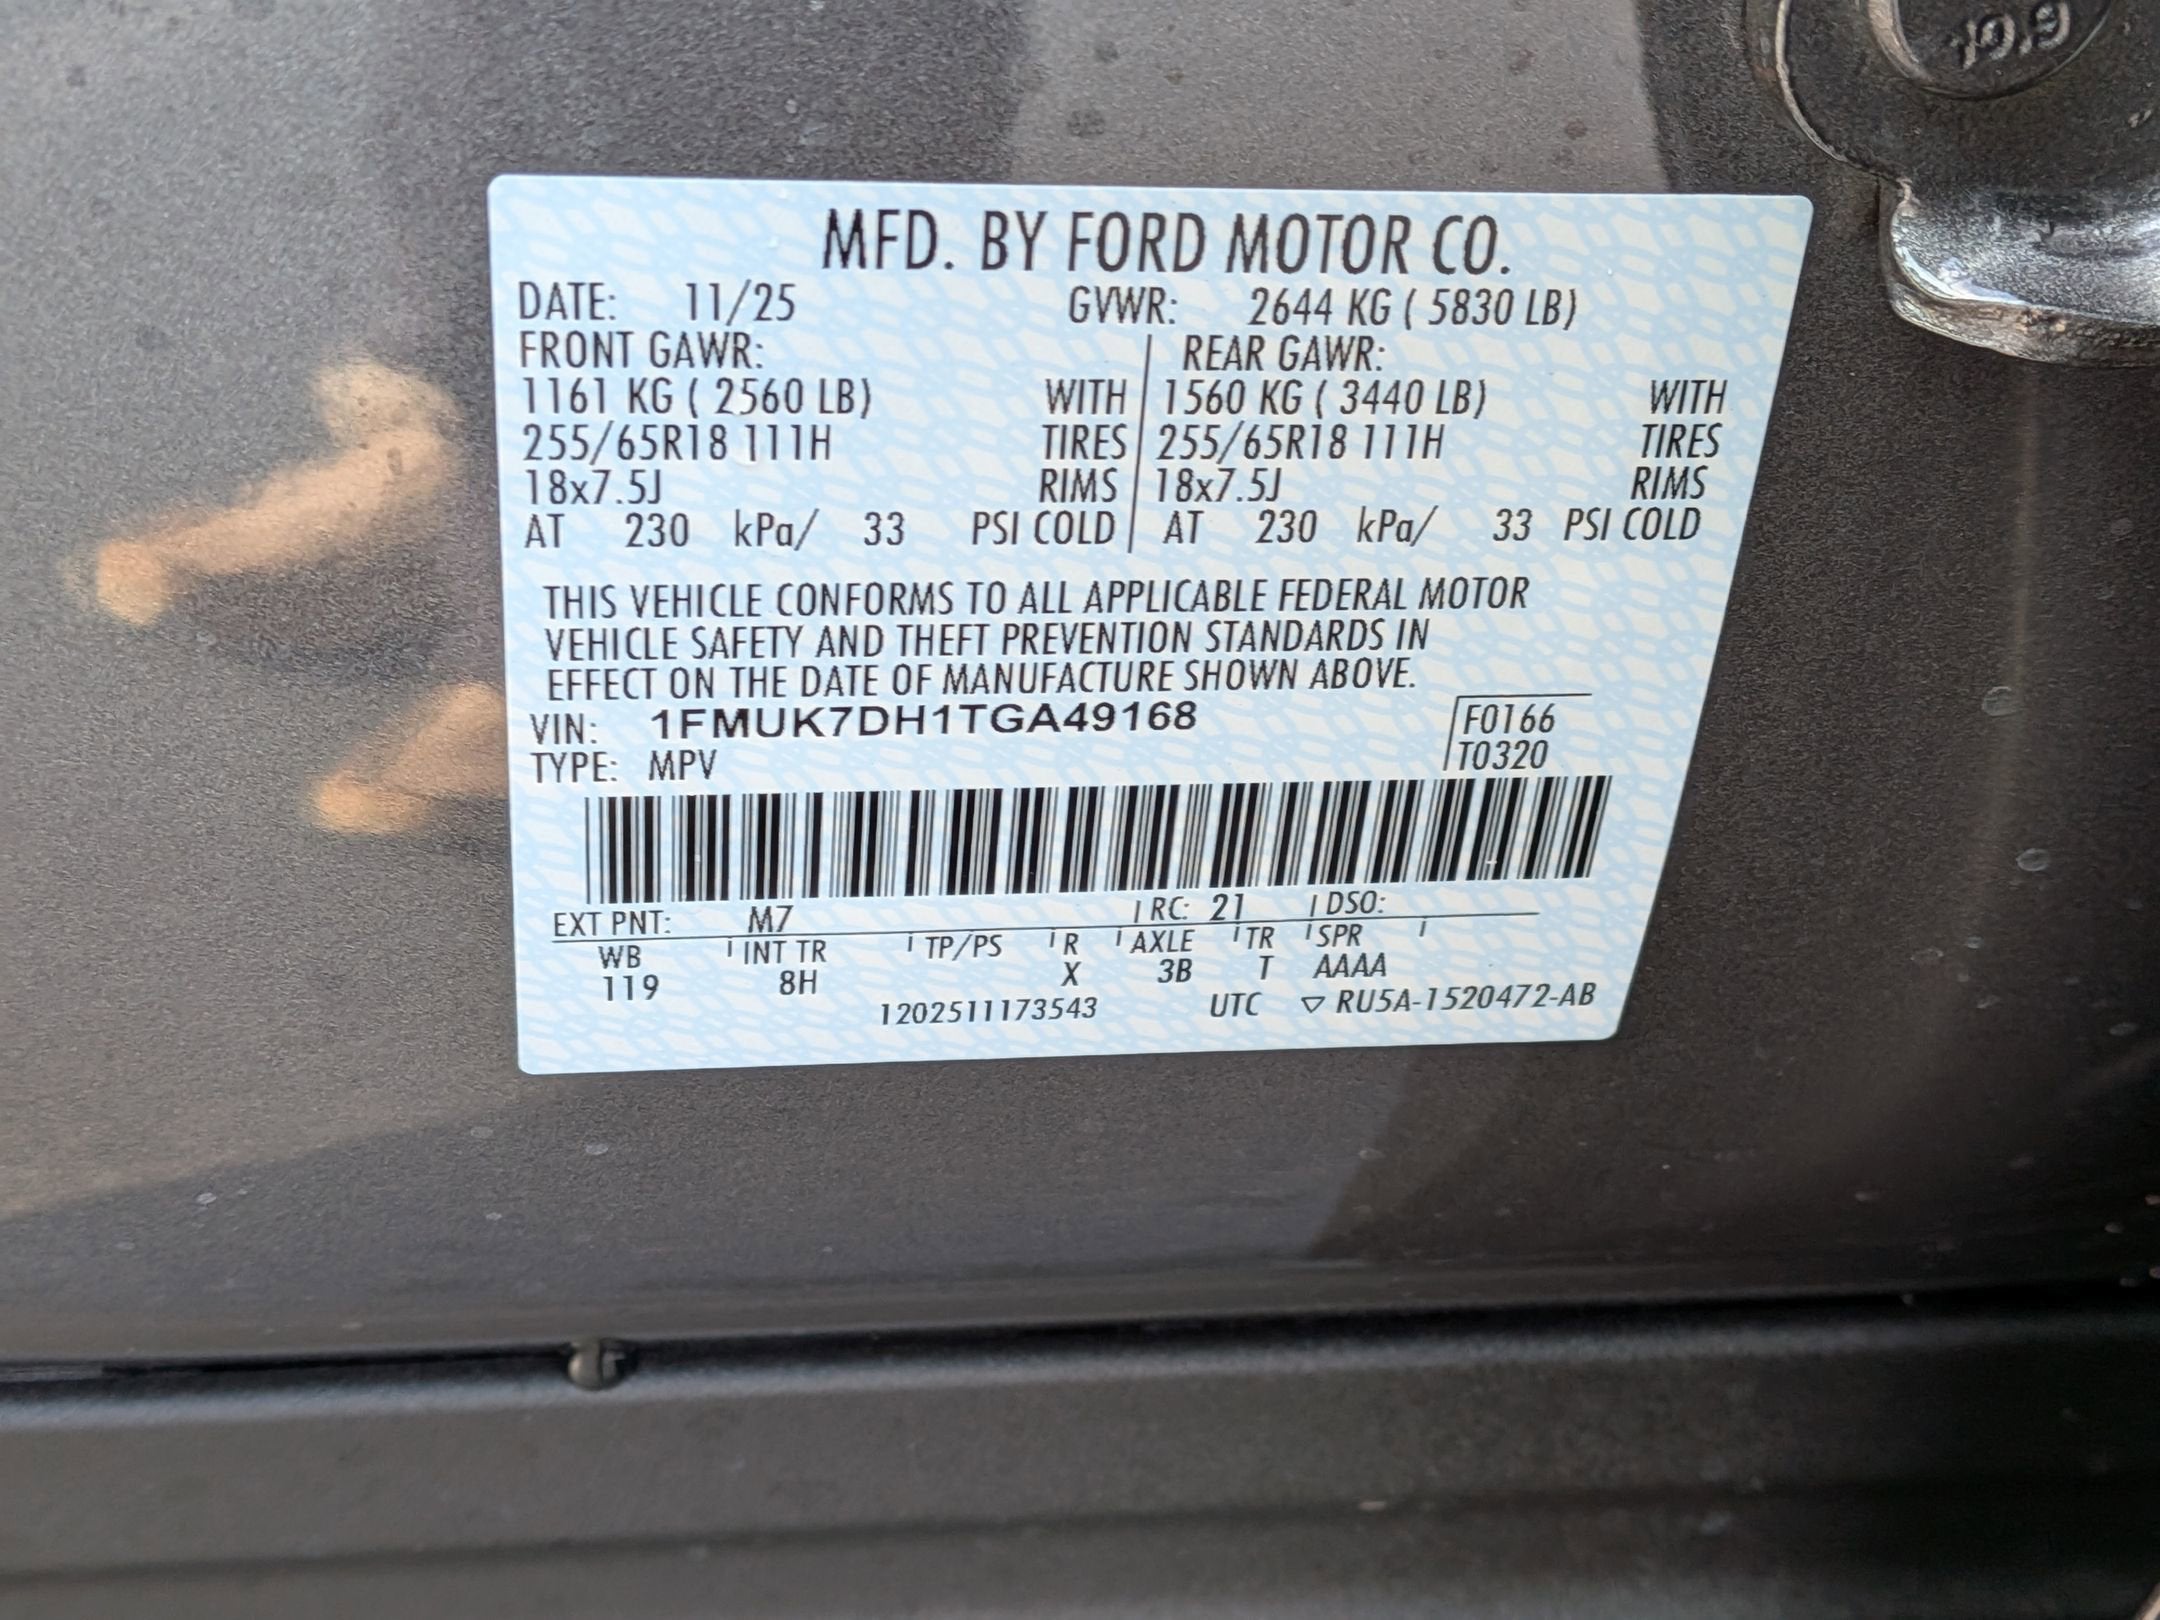 MFD. BY FORD MOTOR CO.
DATE: 11/25 GVWR: 2644 KG ( 5830 LB)
FRONT GAWR: REAR GAWR:
1161 KG ( 2560 LB) WITH 1560 KG ( 3440 LB) WITH
255/65R18 111H TIRES 255/65R18 111H TIRES
18x7.5J RIMS 18x7.5J RIMS
AT 230 kPa/ 33 PSI COLD AT 230 kPa/ 33 PSI COLD
THIS VEHICLE CONFORMS TO ALL APPLICABLE FEDERAL MOTOR
VEHICLE SAFETY AND THEFT PREVENTION STANDARDS IN
EFFECT ON THE DATE OF MANUFACTURE SHOWN ABOVE.
VIN: 1FMUK7DH1TGA49168 F0166
TYPE: MPV T0320
EXT PNT: M7 RC: 21 DSO:
WB INT TR TP/PS R AXLE TR SPR
119 8H X 3B T AAAA
1202511173543 UTC ▽ RU5A-1520472-AB